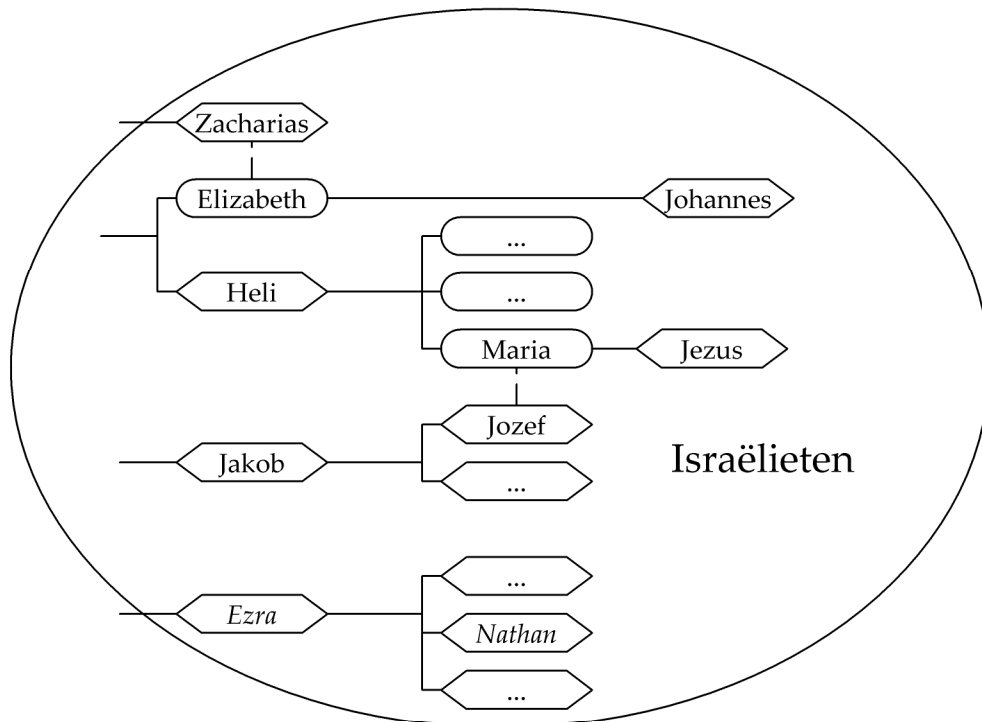 Zacharias
Elizabeth
Johannes
...
Heli
...
Maria
Jezus
Jozef
Jakob
Israëlieten
...
...
Ezra
Nathan
...